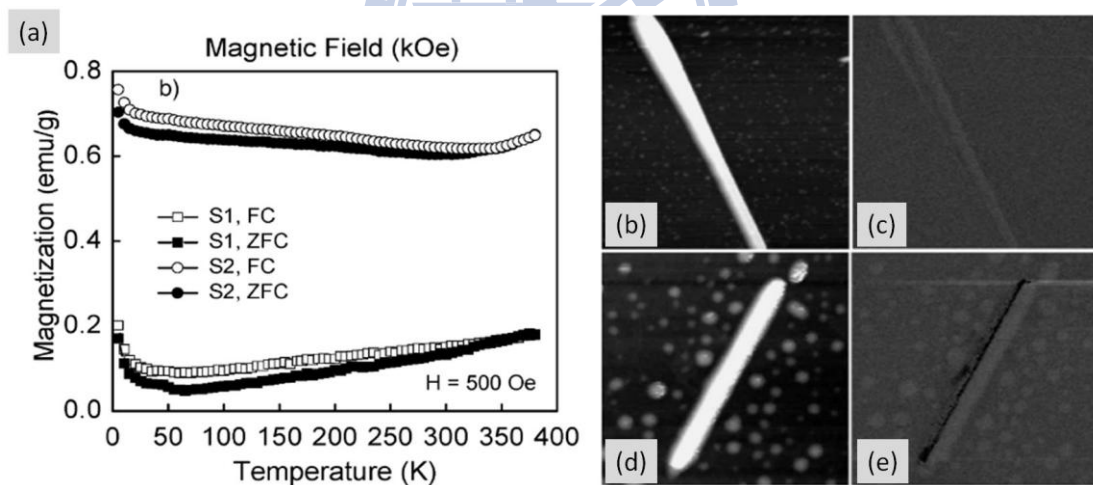 (a)
Magnetic Field (kOe)
b)
0.8
0.6
0.4
0.2
0.0
Magnetization (emu/g)
S1, FC
S1, ZFC
S2, FC
S2, ZFC
H = 500 Oe
0 50 100 150 200 250 300 350 400
Temperature (K)
(b)
(c)
(d)
(e)